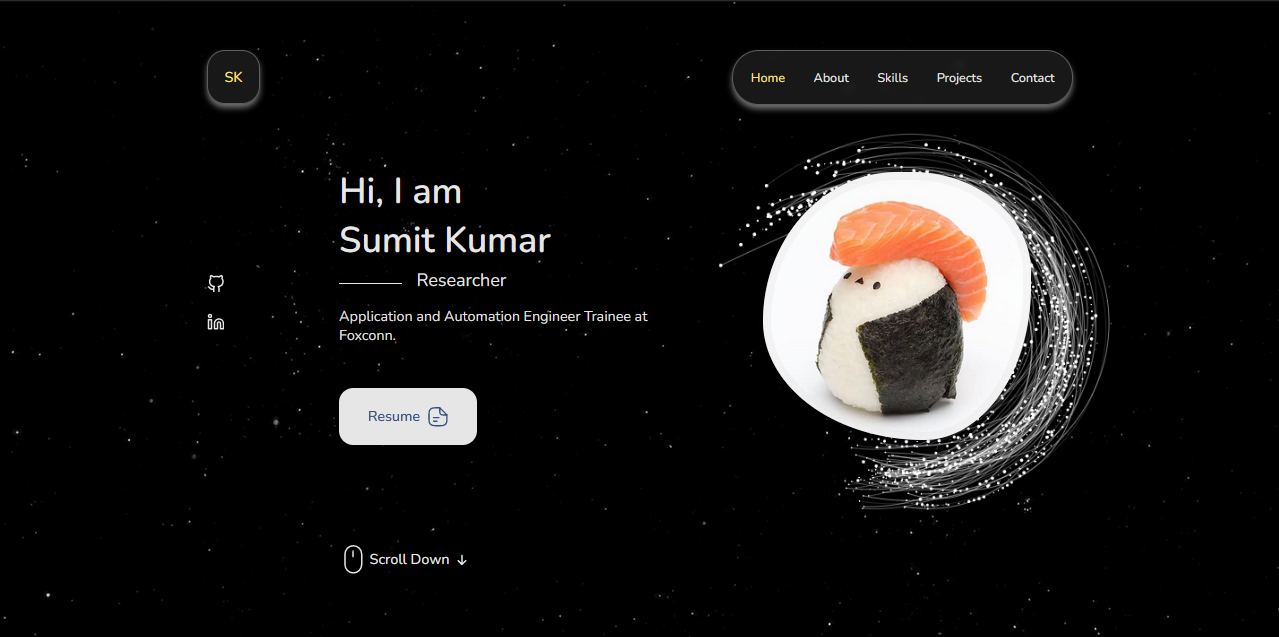 SK
Home About Skills Projects Contact
Hi, I am
Sumit Kumar
Researcher
Application and Automation Engineer Trainee at
Foxconn.
Resume
Scroll Down ↓